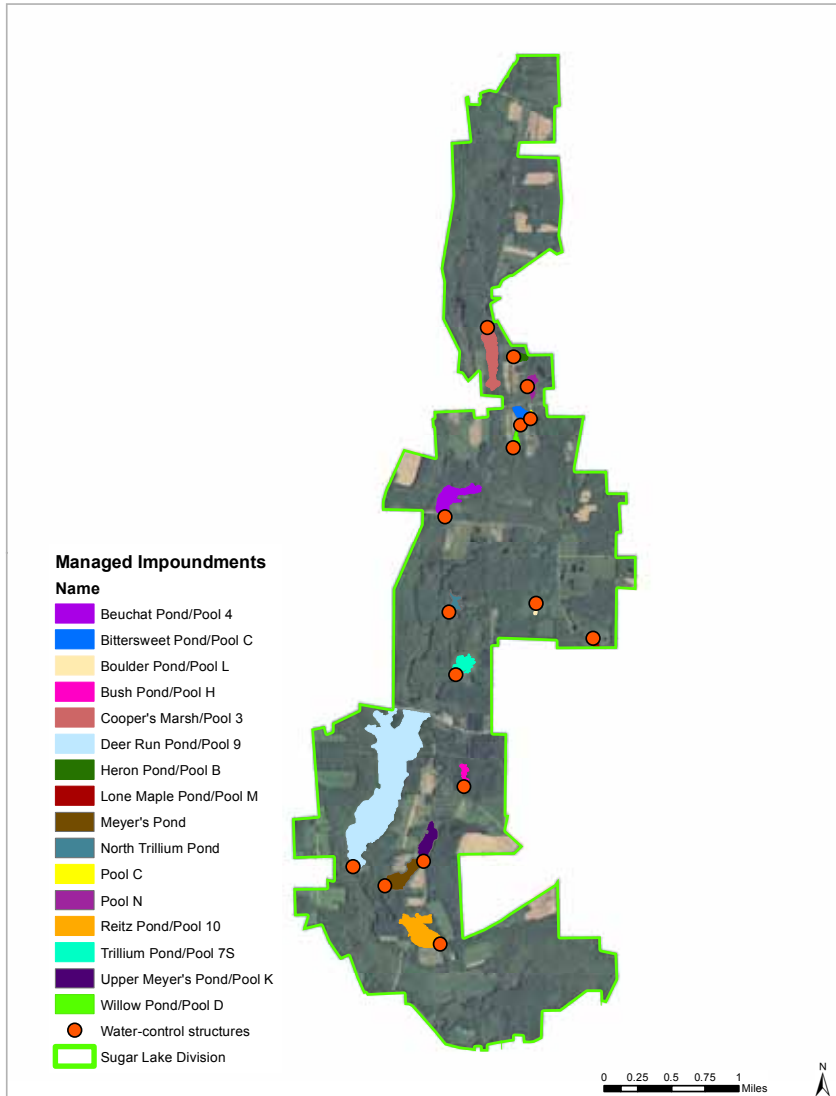 Managed Impoundments
Name
Beuchat Pond/Pool 4
Bittersweet Pond/Pool C
Boulder Pond/Pool L
Bush Pond/Pool H
Cooper's Marsh/Pool 3
Deer Run Pond/Pool 9
Heron Pond/Pool B
Lone Maple Pond/Pool M
Meyer's Pond
North Trillium Pond
Pool C
Pool N
Reitz Pond/Pool 10
Trillium Pond/Pool 7S
Upper Meyer's Pond/Pool K
Willow Pond/Pool D
Water-control structures
Sugar Lake Division
0 0.25 0.5 0.75 1
Miles
N